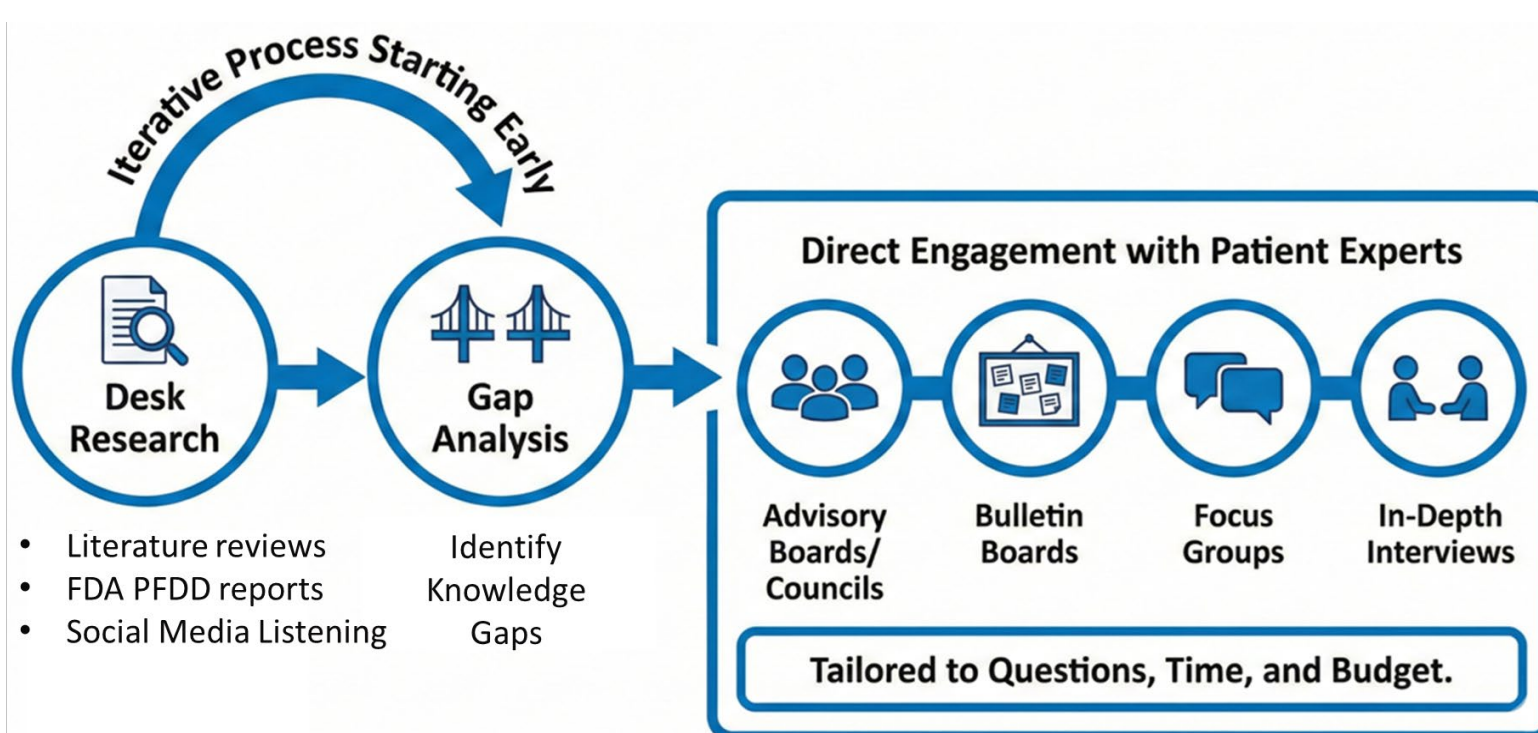 Iterative Process Starting Early
Desk
Research
• Literature reviews
• FDA PFDD reports
• Social Media Listening
Gap
Analysis
Identify
Knowledge
Gaps
Direct Engagement with Patient Experts
Advisory
Boards/
Councils
Bulletin
Boards
Focus
Groups
In-Depth
Interviews
Tailored to Questions, Time, and Budget.